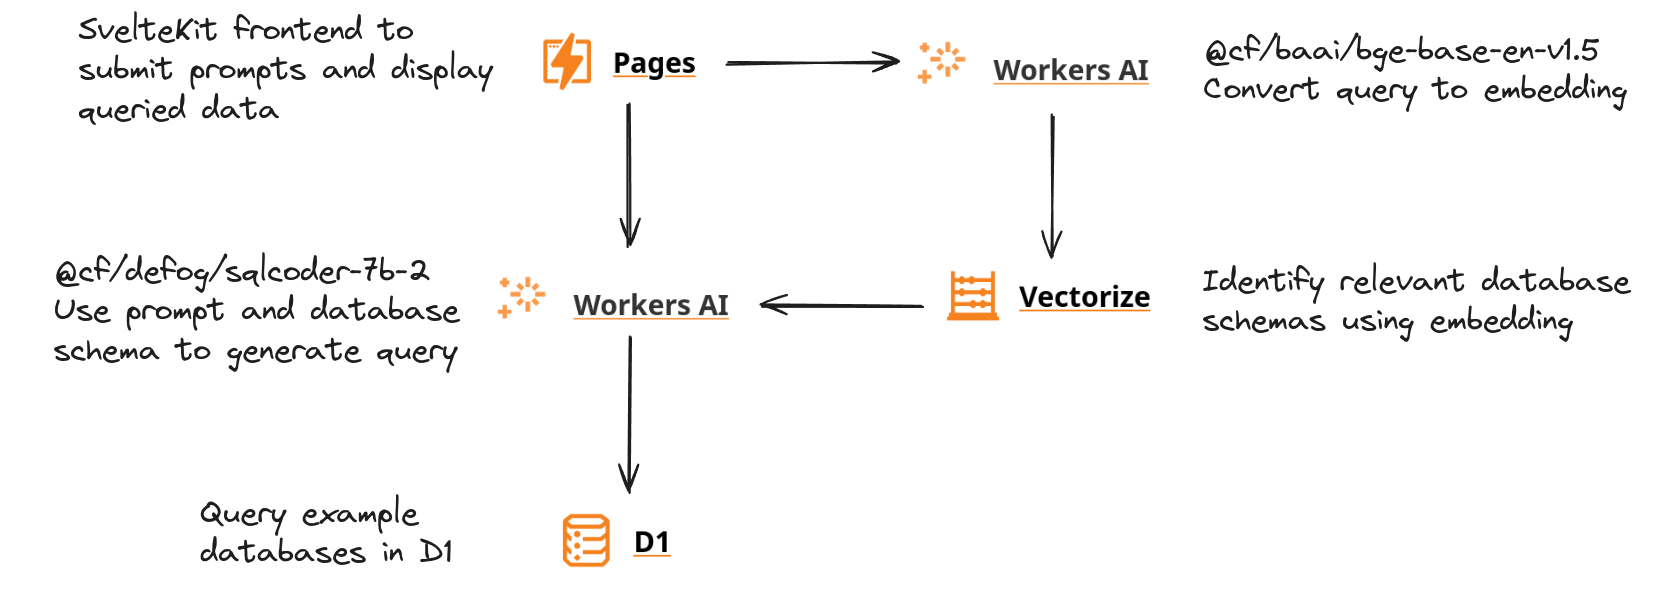 SvelteKit frontend to
submit prompts and display
queried data
Pages
Workers AI
@cf/baai/bge-base-en-v1.5
Convert query to embedding
@cf/defog/sqlcoder-7b-2
Use prompt and database
schema to generate query
Workers AI
Vectorize
Identify relevant database
schemas using embedding
Query example
databases in D1
D1